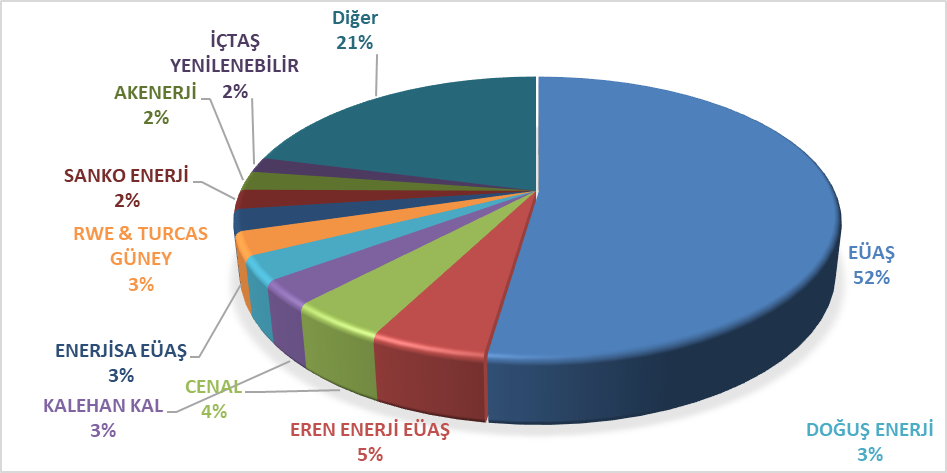 Diğer
21%
İÇTAŞ
YENİLENEBİLİR
2%
AKENERJİ
2%
SANKO ENERJİ
2%
RWE & TURCAS
GÜNEY
3%
ENERJİSA EÜAŞ
3%
KALEHAN KAL
3%
CENAL
4%
EREN ENERJİ EÜAŞ
5%
EÜAŞ
52%
DOĞUŞ ENERJİ
3%